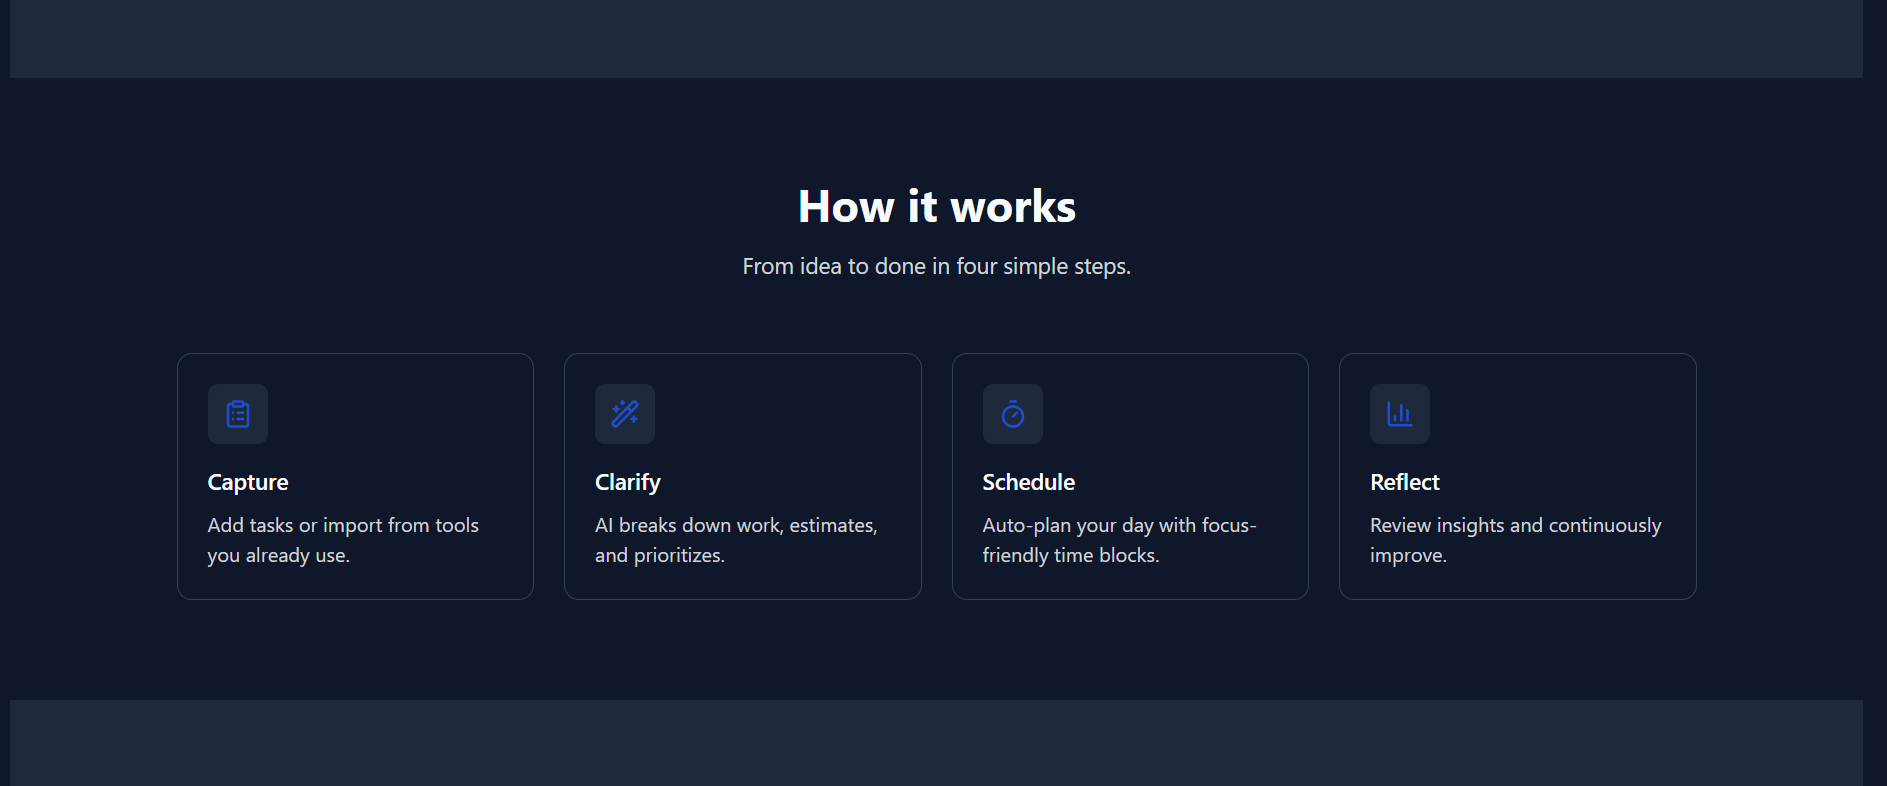 How it works
From idea to done in four simple steps.
Capture
Add tasks or import from tools
you already use.
Clarify
AI breaks down work, estimates,
and prioritizes.
Schedule
Auto-plan your day with focus-
friendly time blocks.
Reflect
Review insights and continuously
improve.